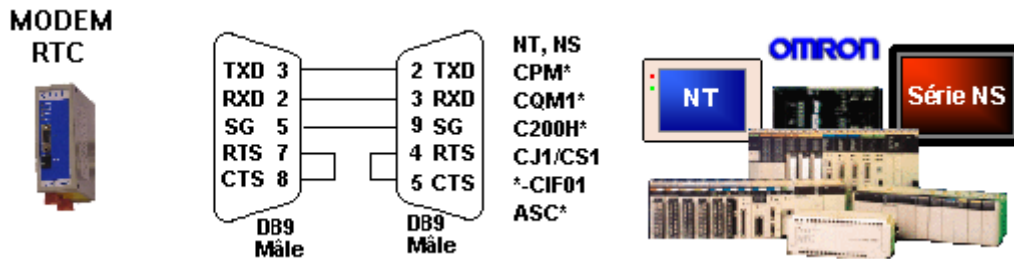 MODEM
RTC
TXD 3
RXD 2
SG 5
RTS 7
CTS 8
DB9
Mâle
2 TXD
3 RXD
9 SG
4 RTS
5 CTS
DB9
Mâle
NT, NS
CPM*
CQM1*
C200H*
CJ1/CS1
*-CIF01
ASC*
OMRON
NT
Série NS